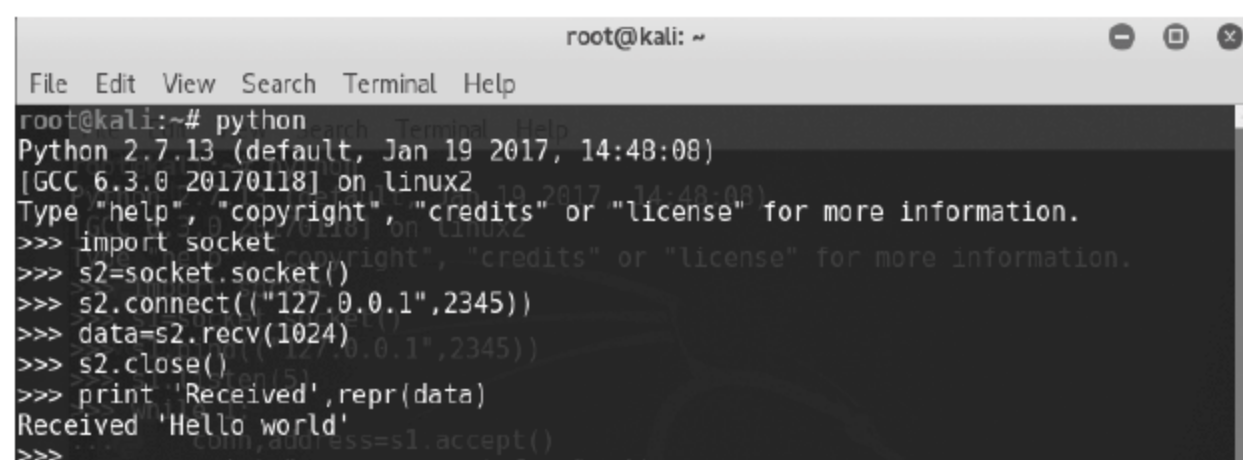 root@kali: ~
File Edit View Search Terminal Help
root@kali:~# python
Python 2.7.13 (default, Jan 19 2017, 14:48:08)
[GCC 6.3.0 20170118] on linux2
Type "help", "copyright", "credits" or "license" for more information.
>>> import socket
>>> s2=socket.socket()
>>> s2.connect(("127.0.0.1",2345))
>>> data=s2.recv(1024)
>>> s2.close()
>>> print 'Received',repr(data)
Received 'Hello world'
>>>